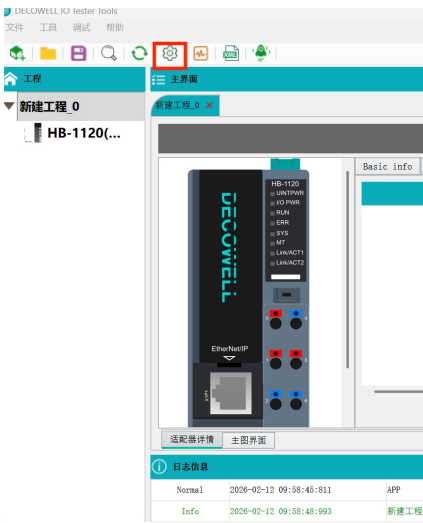 DECOWELL IO Tester Tools
文件 工具 调试 帮助
XML
工程
主界面
新建工程_0
新建工程_0 ×
HB-1120(...
Basic info
HB-1120
UINTPWR
I/O PWR
RUN
ERR
SYS
MT
Link/ACT1
Link/ACT2
DECOWELL
EtherNet/IP
适配器详情 主图界面
日志信息
Normal 2026-02-12 09:58:45:811 APP
Info 2026-02-12 09:58:48:993 新建工程